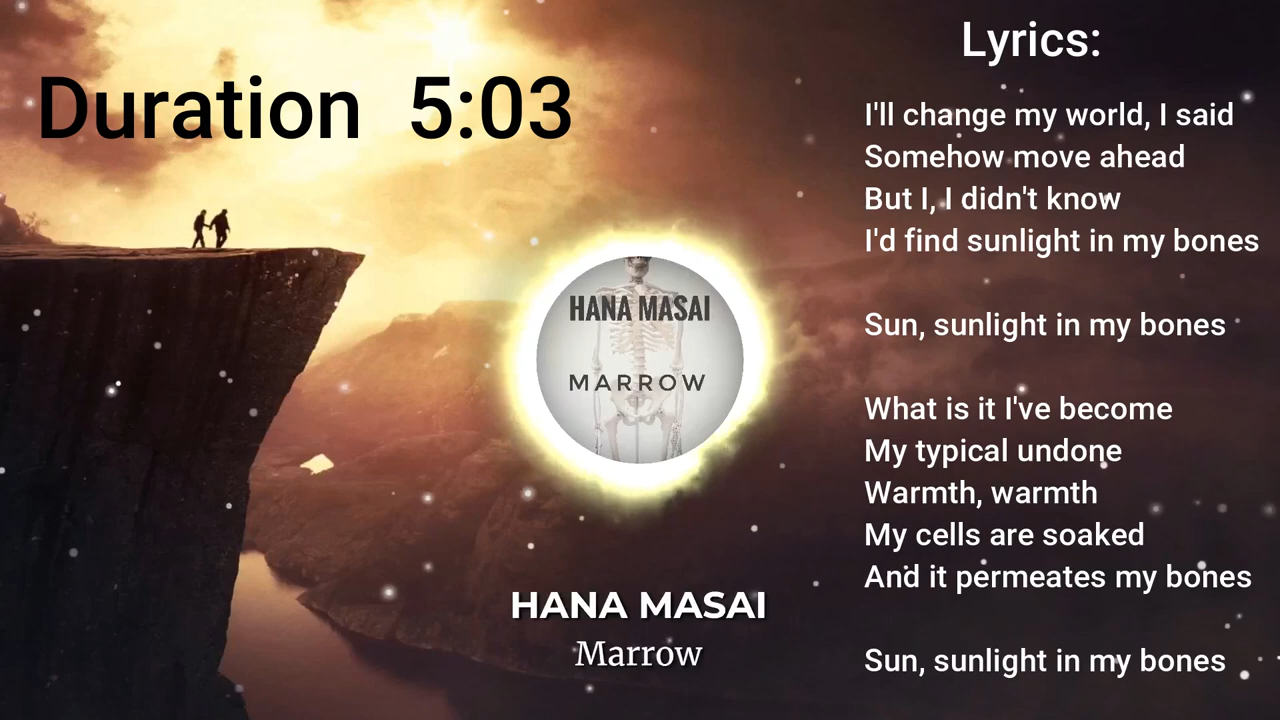 Duration 5:03
HANA MASAI
MARROW
HANA MASAI
Marrow
Lyrics:
I'll change my world, I said
Somehow move ahead
But I, I didn't know
I'd find sunlight in my bones
Sun, sunlight in my bones
What is it I've become
My typical undone
Warmth, warmth
My cells are soaked
And it permeates my bones
Sun, sunlight in my bones